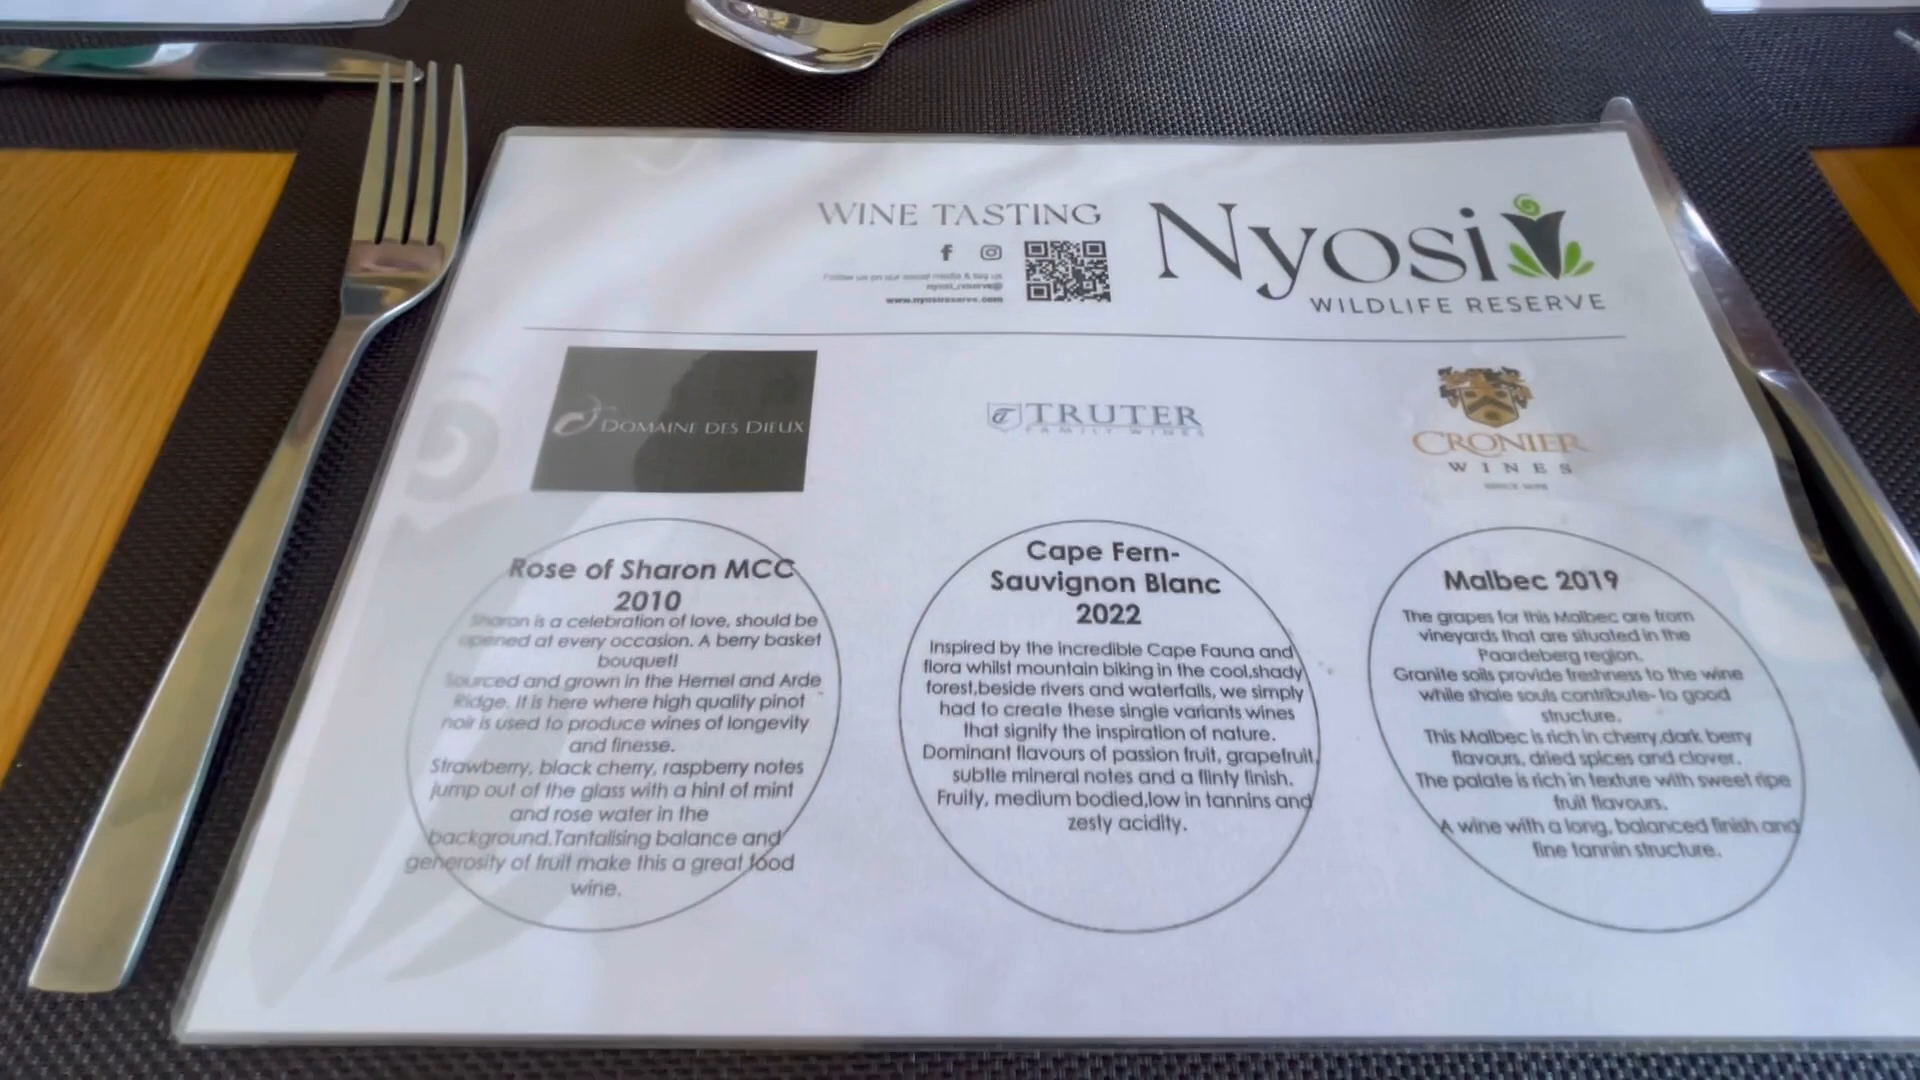 WINE TASTING
Follow us on our social media & tag us
nyosi_reserve@
www.nyosireserve.com
Nyosi
WILDLIFE RESERVE
DOMAINE DES DIEUX
Rose of Sharon MCC
2010
Sharon is a celebration of love, should be
opened at every occasion. A berry basket
bouquet!
Sourced and grown in the Hemel and Arde
Ridge. It is here where high quality pinot
noir is used to produce wines of longevity
and finesse.
Strawberry, black cherry, raspberry notes
jump out of the glass with a hint of mint
and rose water in the
background.Tantalising balance and
generosity of fruit make this a great food
wine.
TRUTER
FAMILY WINES
Cape Fern-
Sauvignon Blanc
2022
Inspired by the incredible Cape Fauna and
flora whilst mountain biking in the cool,shady
forest,beside rivers and waterfalls, we simply
had to create these single variants wines
that signify the inspiration of nature.
Dominant flavours of passion fruit, grapefruit,
subtle mineral notes and a flinty finish.
Fruity, medium bodied,low in tannins and
zesty acidity.
CRONIER
WINES
Malbec 2019
The grapes for this Malbec are from
vineyards that are situated in the
Paardeberg region.
Granite soils provide freshness to the wine
while shale souls contribute- to good
structure.
This Malbec is rich in cherry,dark berry
flavours, dried spices and clover.
The palate is rich in texture with sweet ripe
fruit flavours.
A wine with a long, balanced finish and
fine tannin structure.